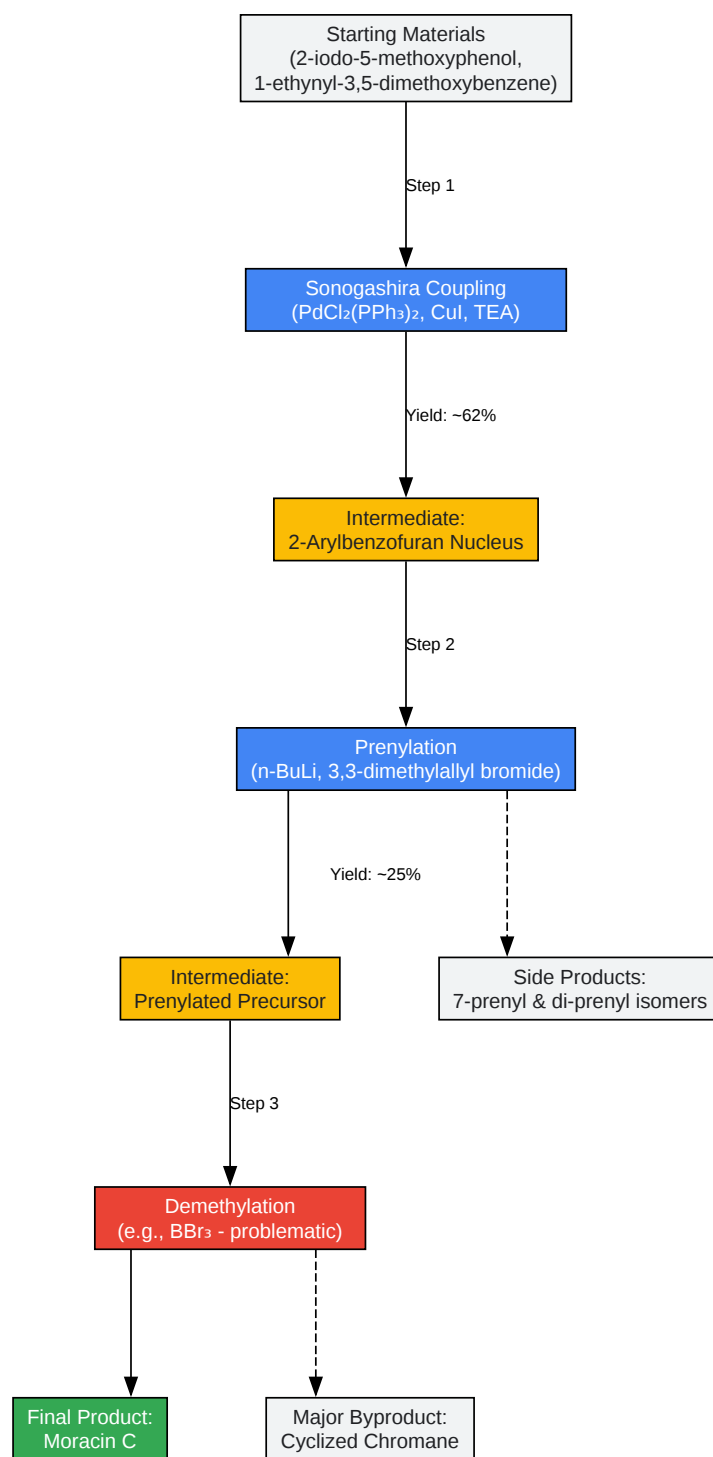 Starting Materials
(2-iodo-5-methoxyphenol,
1-ethynyl-3,5-dimethoxybenzene)
Step 1
Sonogashira Coupling
(PdCl₂(PPh₃)₂, CuI, TEA)
Yield: ~62%
Intermediate:
2-Arylbenzofuran Nucleus
Step 2
Prenylation
(n-BuLi, 3,3-dimethylallyl bromide)
Yield: ~25%
Intermediate:
Prenylated Precursor
Side Products:
7-prenyl & di-prenyl isomers
Step 3
Demethylation
(e.g., BBr₃ - problematic)
Final Product:
Moracin C
Major Byproduct:
Cyclized Chromane